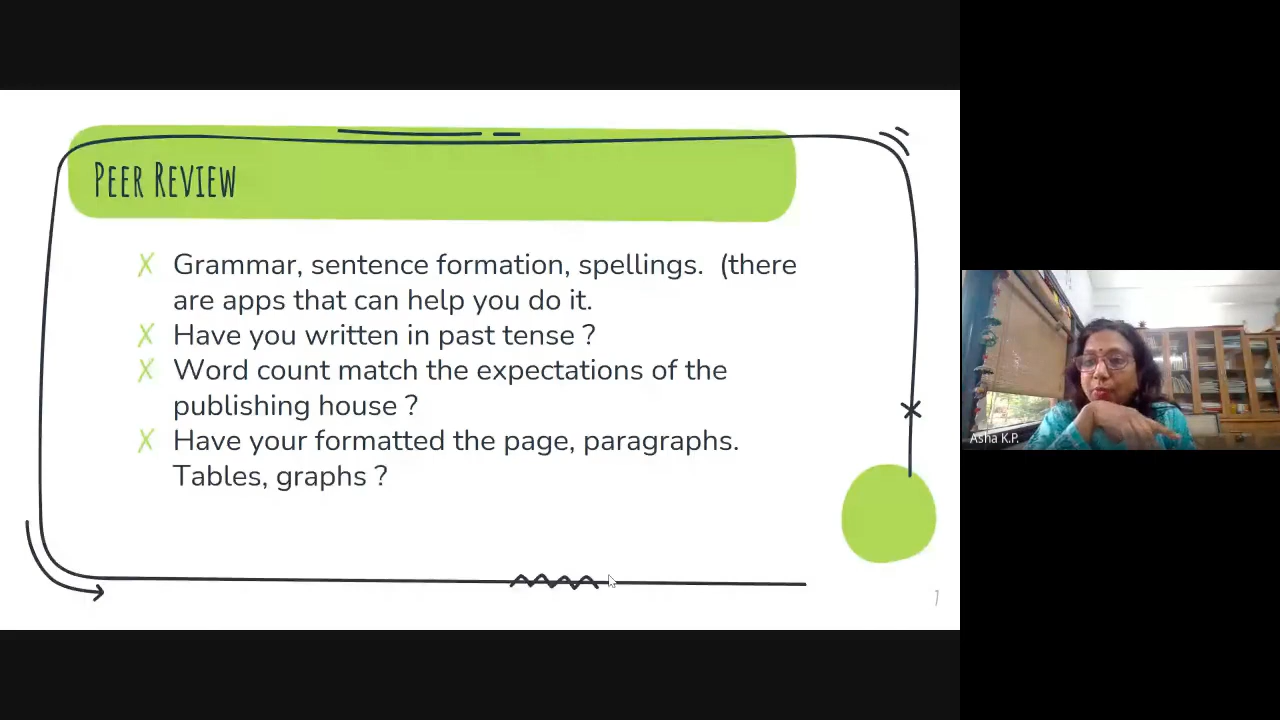 Peer Review
X Grammar, sentence formation, spellings. (there
are apps that can help you do it.
X Have you written in past tense ?
X Word count match the expectations of the
publishing house ?
X Have your formatted the page, paragraphs.
Tables, graphs ?
1
Asha K.P.